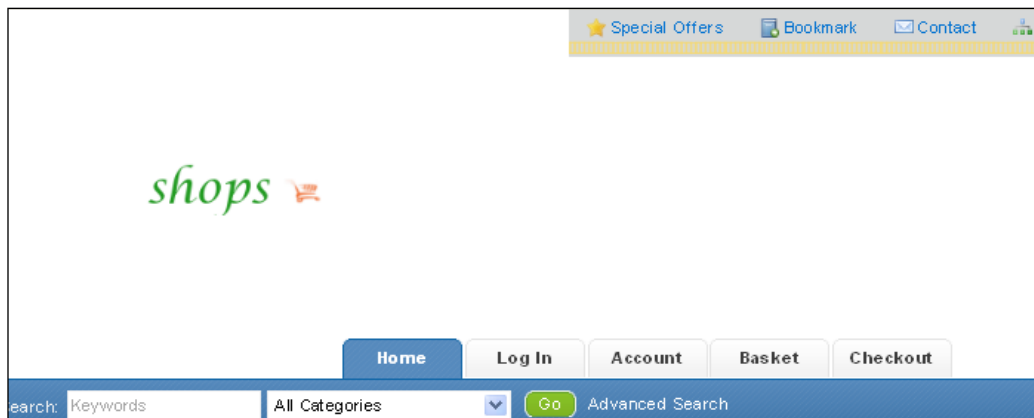 Special Offers Bookmark Contact
shops
Home Log In Account Basket Checkout
earch: Keywords All Categories Go Advanced Search